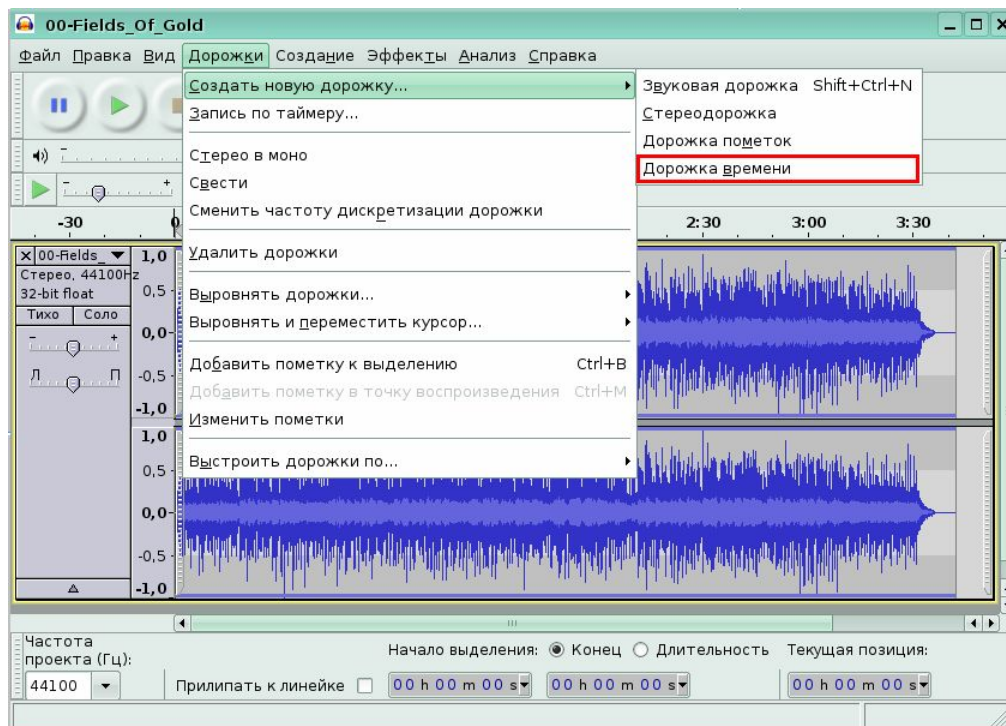 00-Fields_Of_Gold
Файл Правка Вид Дорожки Создание Эффекты Анализ Справка
Создать новую дорожку...
Запись по таймеру...
Стерео в моно
Свести
Сменить частоту дискретизации дорожки
Удалить дорожки
Выровнять дорожки...
Выровнять и переместить курсор...
Добавить пометку к выделению Ctrl+B
Добавить пометку в точку воспроизведения Ctrl+M
Изменить пометки
Выстроить дорожки по...
Звуковая дорожка Shift+Ctrl+N
Стереодорожка
Дорожка пометок
Дорожка времени
- +
-30 0 2:30 3:00 3:30
00-Fields_
Стерео, 44100Hz
32-bit float
Тихо Соло
- +
Л П
1,0
0,5
0,0
-0,5
-1,0
1,0
0,5
0,0
-0,5
-1,0
Частота
проекта (Гц):
44100
Начало выделения: Конец Длительность Текущая позиция:
Прилипать к линейке 00 h 00 m 00 s 00 h 00 m 00 s 00 h 00 m 00 s